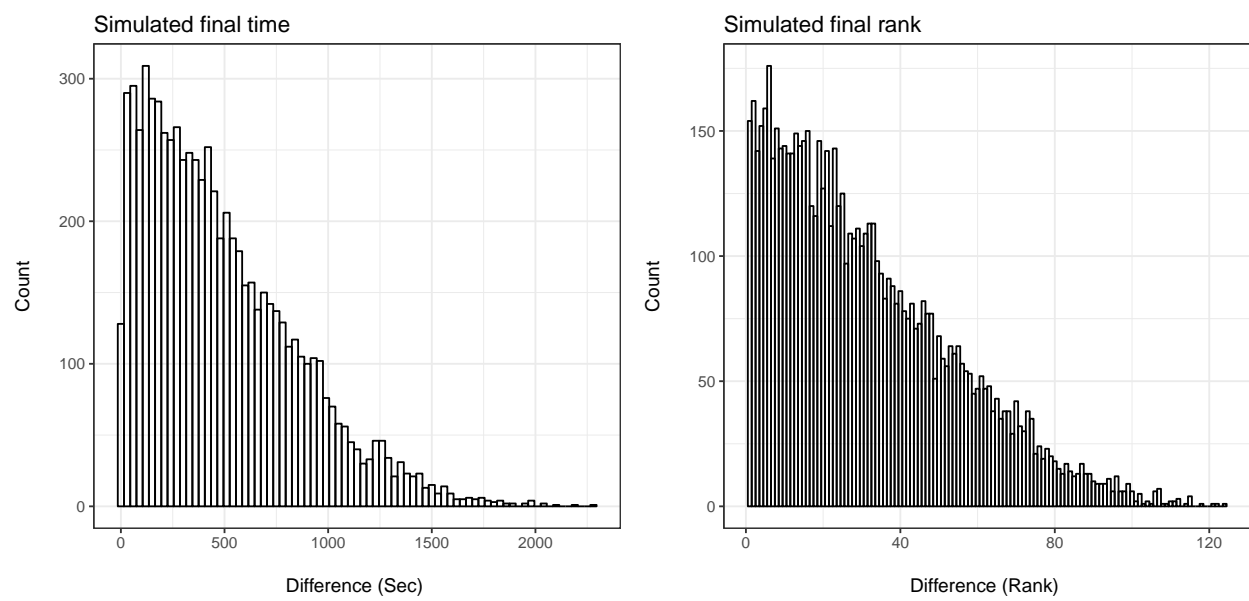 Simulated final time
300
200
100
0
Count
0 500 1000 1500 2000
Difference (Sec)
Simulated final rank
150
100
50
0
Count
0 40 80 120
Difference (Rank)